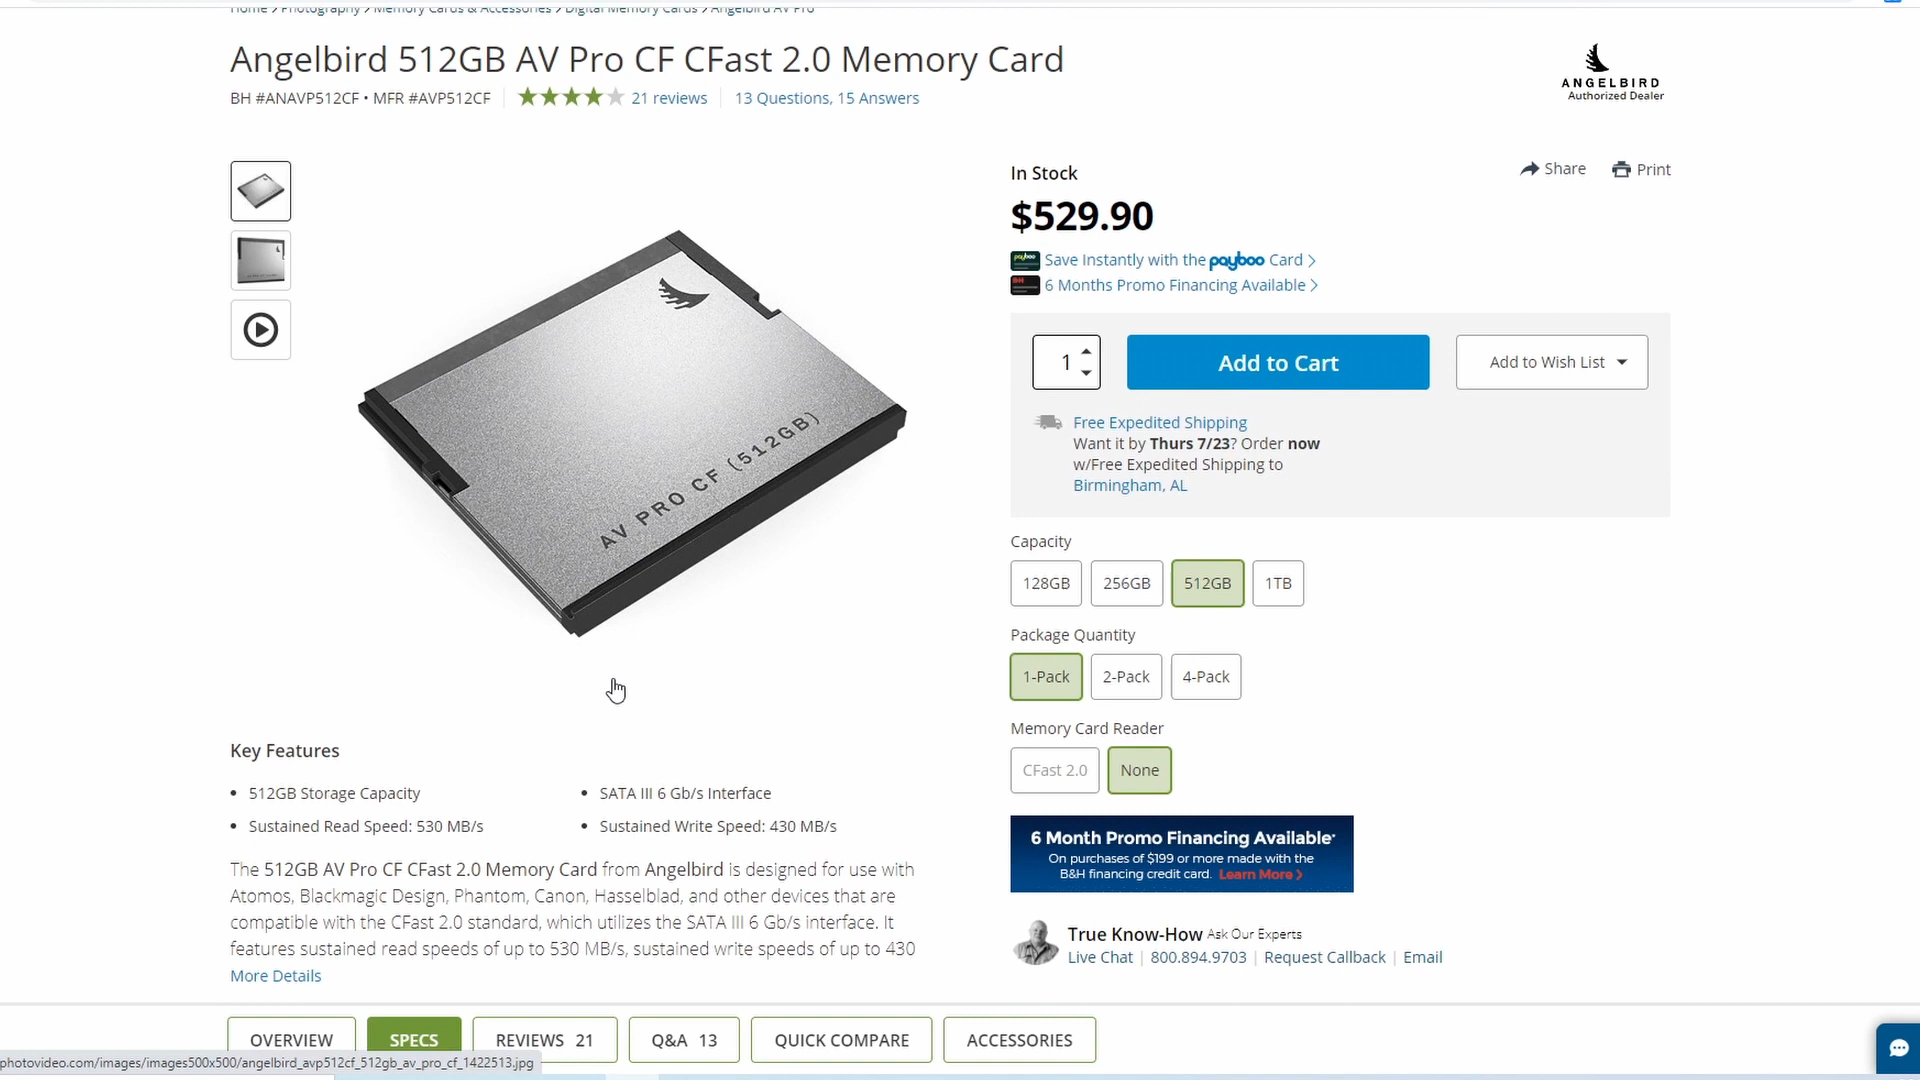 Home > Photography > Memory Cards & Accessories > Digital Memory Cards > Angelbird AV Pro
Angelbird 512GB AV Pro CF CFast 2.0 Memory Card
BH #ANAVP512CF • MFR #AVP512CF
21 reviews
13 Questions, 15 Answers
ANGELBIRD
Authorized Dealer
AV PRO CF (512GB)
In Stock
Share
Print
$529.90
Save Instantly with the payboo Card >
6 Months Promo Financing Available >
1
Add to Cart
Add to Wish List
Free Expedited Shipping
Want it by Thurs 7/23? Order now
w/Free Expedited Shipping to
Birmingham, AL
Capacity
128GB
256GB
512GB
1TB
Package Quantity
1-Pack
2-Pack
4-Pack
Memory Card Reader
CFast 2.0
None
6 Month Promo Financing Available*
On purchases of $199 or more made with the
B&H financing credit card. Learn More >
True Know-How Ask Our Experts
Live Chat | 800.894.9703 | Request Callback | Email
Key Features
• 512GB Storage Capacity
• SATA III 6 Gb/s Interface
• Sustained Read Speed: 530 MB/s
• Sustained Write Speed: 430 MB/s
The 512GB AV Pro CF CFast 2.0 Memory Card from Angelbird is designed for use with
Atomos, Blackmagic Design, Phantom, Canon, Hasselblad, and other devices that are
compatible with the CFast 2.0 standard, which utilizes the SATA III 6 Gb/s interface. It
features sustained read speeds of up to 530 MB/s, sustained write speeds of up to 430
More Details
OVERVIEW
SPECS
REVIEWS 21
Q&A 13
QUICK COMPARE
ACCESSORIES
photovideo.com/images/images500x500/angelbird_avp512cf_512gb_av_pro_cf_1422513.jpg